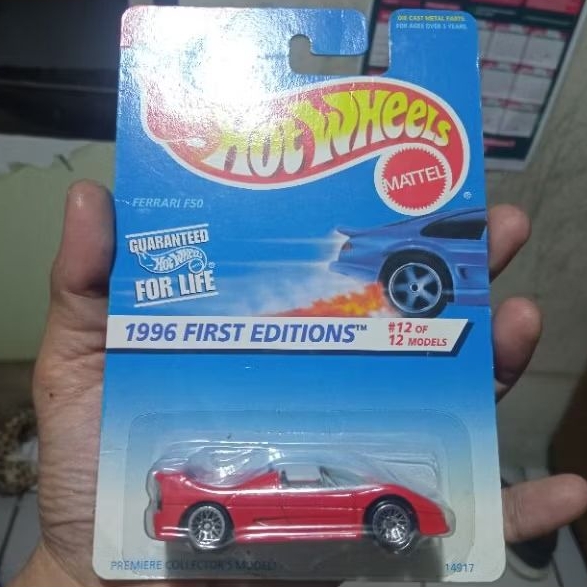 DIE CAST METAL PARTS
FOR AGES OVER 3 YEARS
HOT WHEELS
MATTEL
®
FERRARI F50
GUARANTEED
Hot Wheels
FOR LIFE
1996 FIRST EDITIONS™
#12 OF
12 MODELS
PREMIERE COLLECTOR'S MODEL
14917